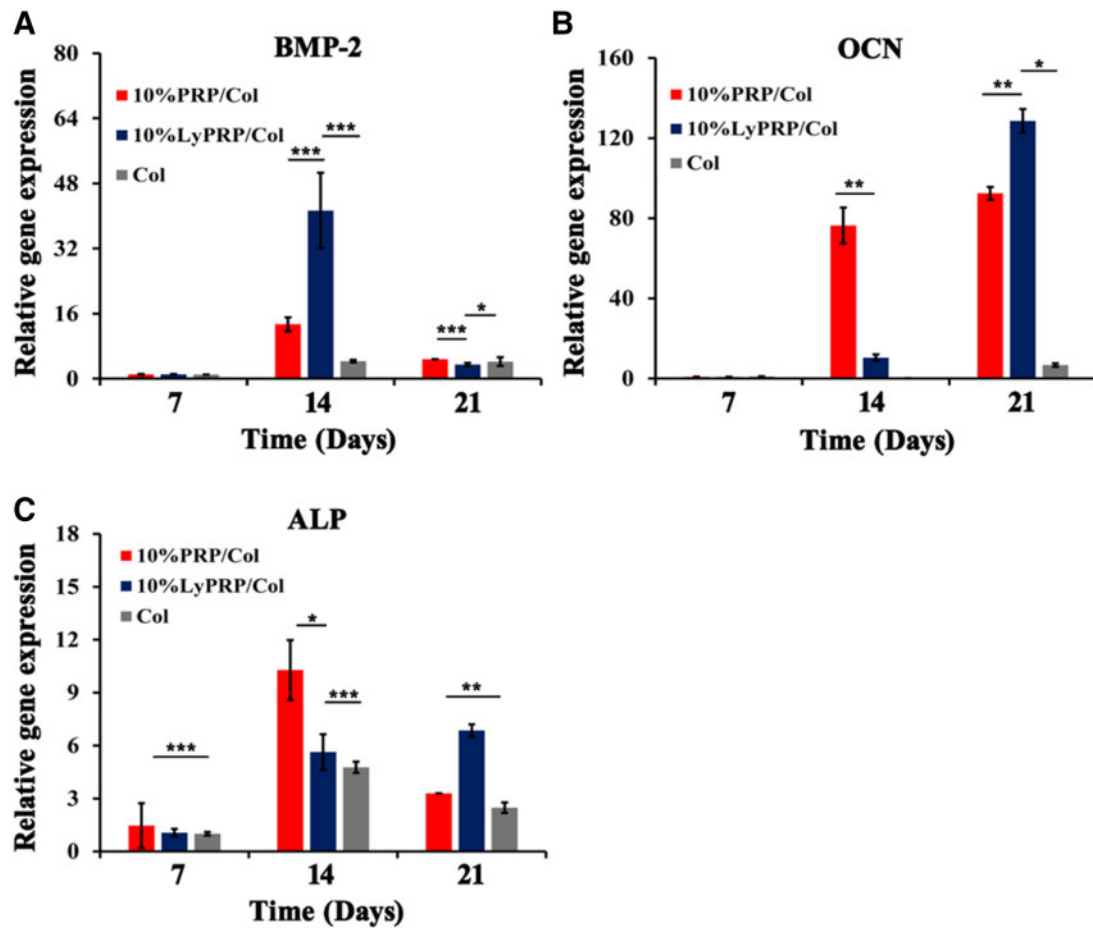 A
BMP-2
80
64
48
32
16
0
Relative gene expression
10%PRP/Col
10%LyPRP/Col
Col
***
***
***
*
7
14
21
Time (Days)
B
OCN
160
120
80
40
0
Relative gene expression
10%PRP/Col
10%LyPRP/Col
Col
**
**
*
7
14
21
Time (Days)
C
ALP
18
15
12
9
6
3
0
Relative gene expression
10%PRP/Col
10%LyPRP/Col
Col
***
*
***
**
7
14
21
Time (Days)